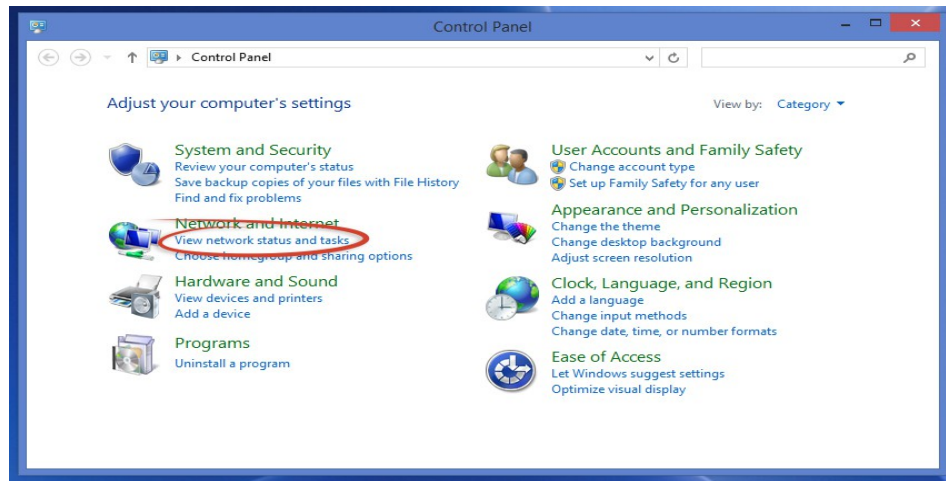 Control Panel
Control Panel
Adjust your computer's settings
View by: Category
System and Security
Review your computer's status
Save backup copies of your files with File History
Find and fix problems
Network and Internet
View network status and tasks
Choose homegroup and sharing options
Hardware and Sound
View devices and printers
Add a device
Programs
Uninstall a program
User Accounts and Family Safety
Change account type
Set up Family Safety for any user
Appearance and Personalization
Change the theme
Change desktop background
Adjust screen resolution
Clock, Language, and Region
Add a language
Change input methods
Change date, time, or number formats
Ease of Access
Let Windows suggest settings
Optimize visual display